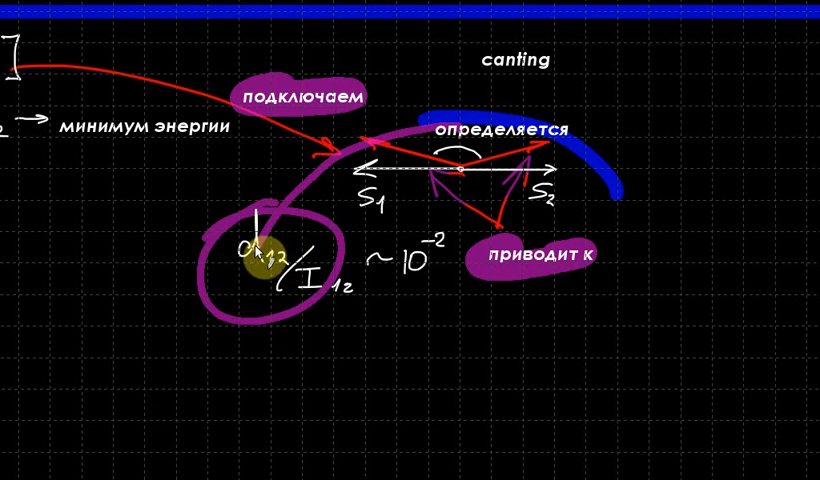 ]
canting
подключаем
→ минимум энергии
определяется
S₁
S₂
приводит к
/I₁₂ ~ 10⁻²